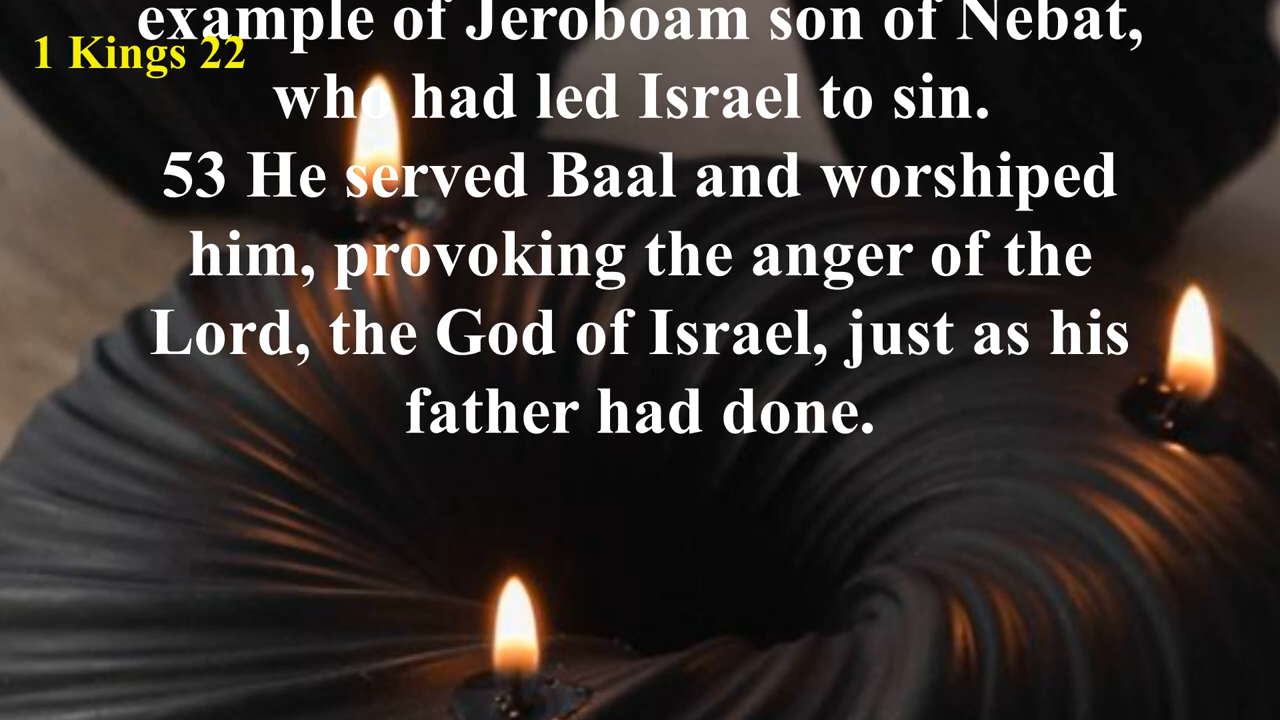 example of Jeroboam son of Nebat,
1 Kings 22
who had led Israel to sin.
53 He served Baal and worshiped
him, provoking the anger of the
Lord, the God of Israel, just as his
father had done.